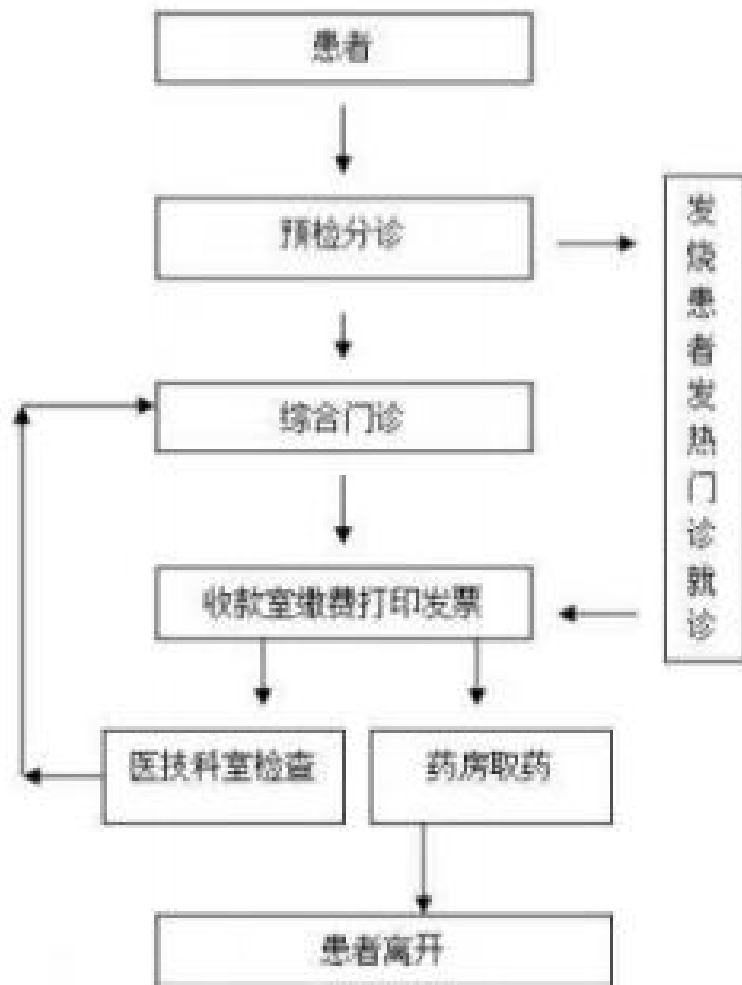 患者
预检分诊
发烧患者发热门诊就诊
综合门诊
收款室缴费打印发票
医技科室检查
药房取药
患者离开